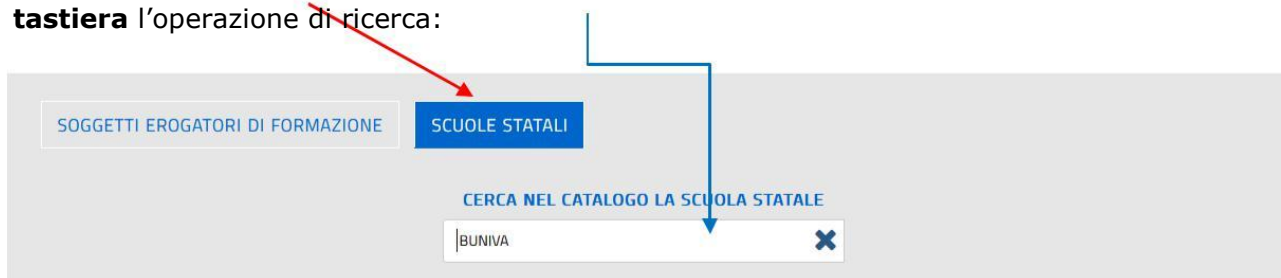 tastiera l’operazione di ricerca:
SOGGETTI EROGATORI DI FORMAZIONE SCUOLE STATALI
CERCA NEL CATALOGO LA SCUOLA STATALE
BUNIVA